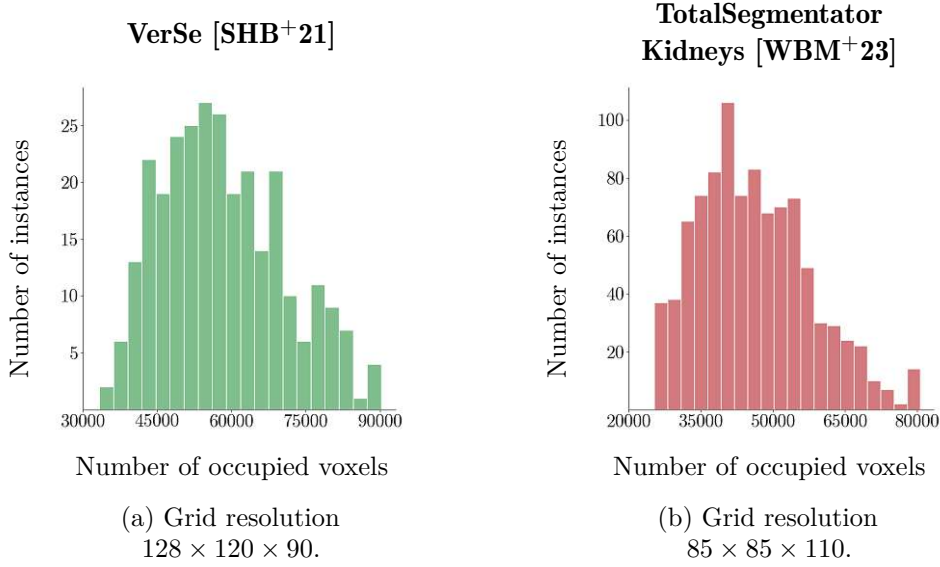 VerSe [SHB+21]
25
20
15
10
5
30000 45000 60000 75000 90000
Number of instances
Number of occupied voxels
(a) Grid resolution
128 × 120 × 90.
TotalSegmentator
Kidneys [WBM+23]
100
80
60
40
20
20000 35000 50000 65000 80000
Number of instances
Number of occupied voxels
(b) Grid resolution
85 × 85 × 110.